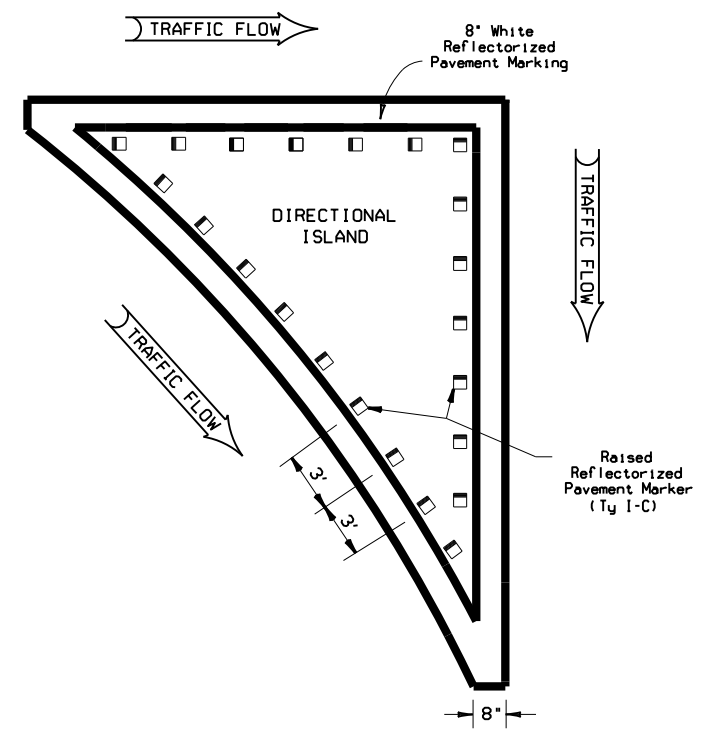 TRAFFIC FLOW
8" White
Reflectorized
Pavement Marking
DIRECTIONAL
ISLAND
TRAFFIC FLOW
TRAFFIC FLOW
3'
3'
Raised
Reflectorized
Pavement Marker
(Ty I-C)
8"